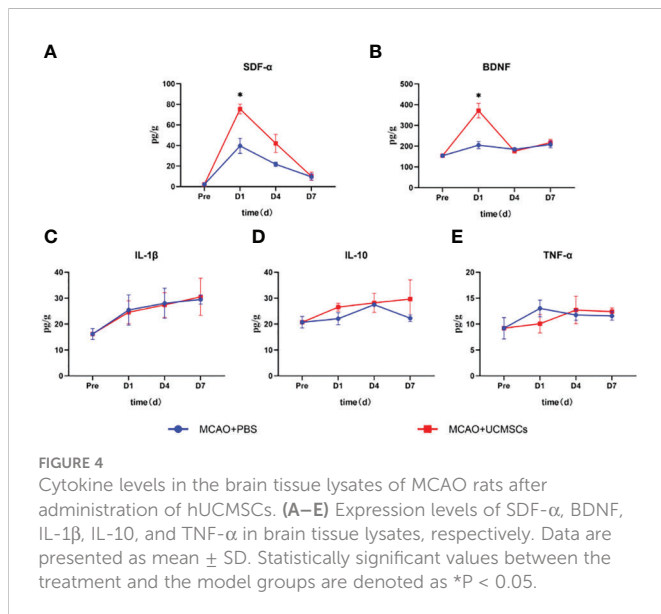 A
SDF-α
*
pg/g
100
80
60
40
20
0
Pre D1 D4 D7
time(d)
B
BDNF
*
pg/g
500
400
300
200
100
0
Pre D1 D4 D7
time(d)
C
IL-1β
pg/g
40
30
20
10
0
Pre D1 D4 D7
time(d)
D
IL-10
pg/g
40
30
20
10
0
Pre D1 D4 D7
time(d)
E
TNF-α
pg/g
20
15
10
5
0
Pre D1 D4 D7
time(d)
MCAO+PBS MCAO+UCMSCs
FIGURE 4
Cytokine levels in the brain tissue lysates of MCAO rats after
administration of hUCMSCs. (A–E) Expression levels of SDF-α, BDNF,
IL-1β, IL-10, and TNF-α in brain tissue lysates, respectively. Data are
presented as mean ± SD. Statistically significant values between the
treatment and the model groups are denoted as *P < 0.05.